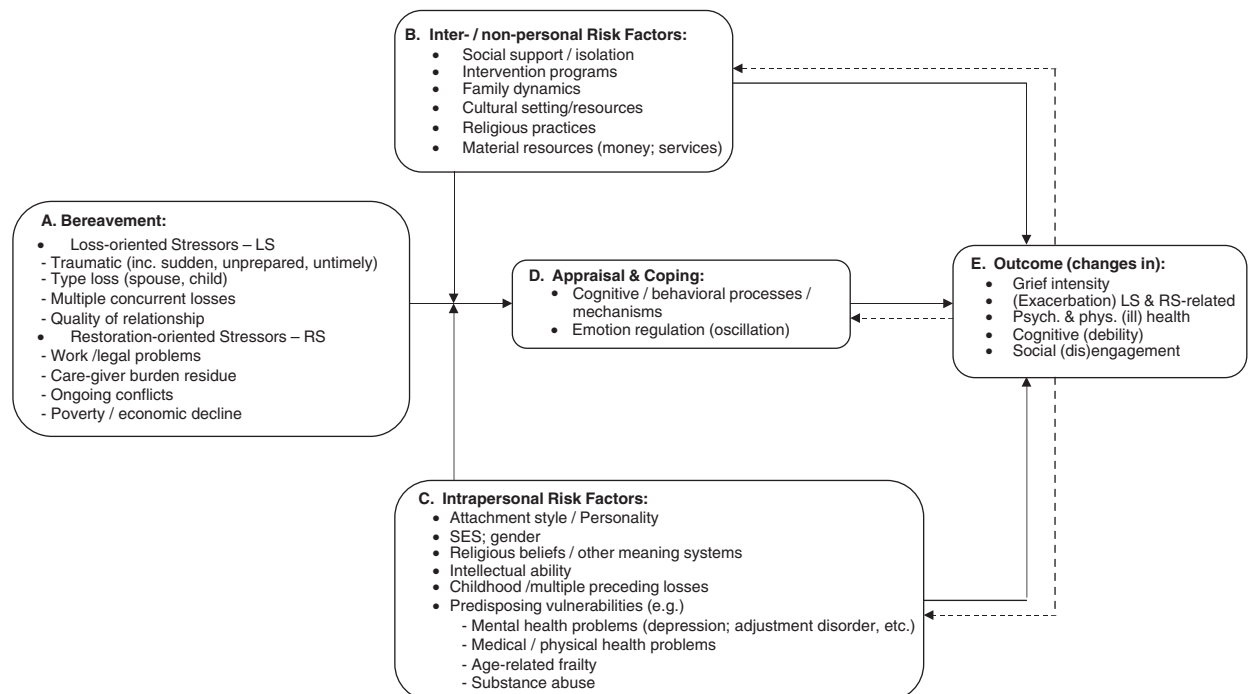 B. Inter- / non-personal Risk Factors:
• Social support / isolation
• Intervention programs
• Family dynamics
• Cultural setting/resources
• Religious practices
• Material resources (money; services)
A. Bereavement:
• Loss-oriented Stressors – LS
- Traumatic (inc. sudden, unprepared, untimely)
- Type loss (spouse, child)
- Multiple concurrent losses
- Quality of relationship
• Restoration-oriented Stressors – RS
- Work /legal problems
- Care-giver burden residue
- Ongoing conflicts
- Poverty / economic decline
D. Appraisal & Coping:
• Cognitive / behavioral processes /
mechanisms
• Emotion regulation (oscillation)
E. Outcome (changes in):
• Grief intensity
• (Exacerbation) LS & RS-related
• Psych. & phys. (ill) health
• Cognitive (debility)
• Social (dis)engagement
C. Intrapersonal Risk Factors:
• Attachment style / Personality
• SES; gender
• Religious beliefs / other meaning systems
• Intellectual ability
• Childhood /multiple preceding losses
• Predisposing vulnerabilities (e.g.)
- Mental health problems (depression; adjustment disorder, etc.)
- Medical / physical health problems
- Age-related frailty
- Substance abuse